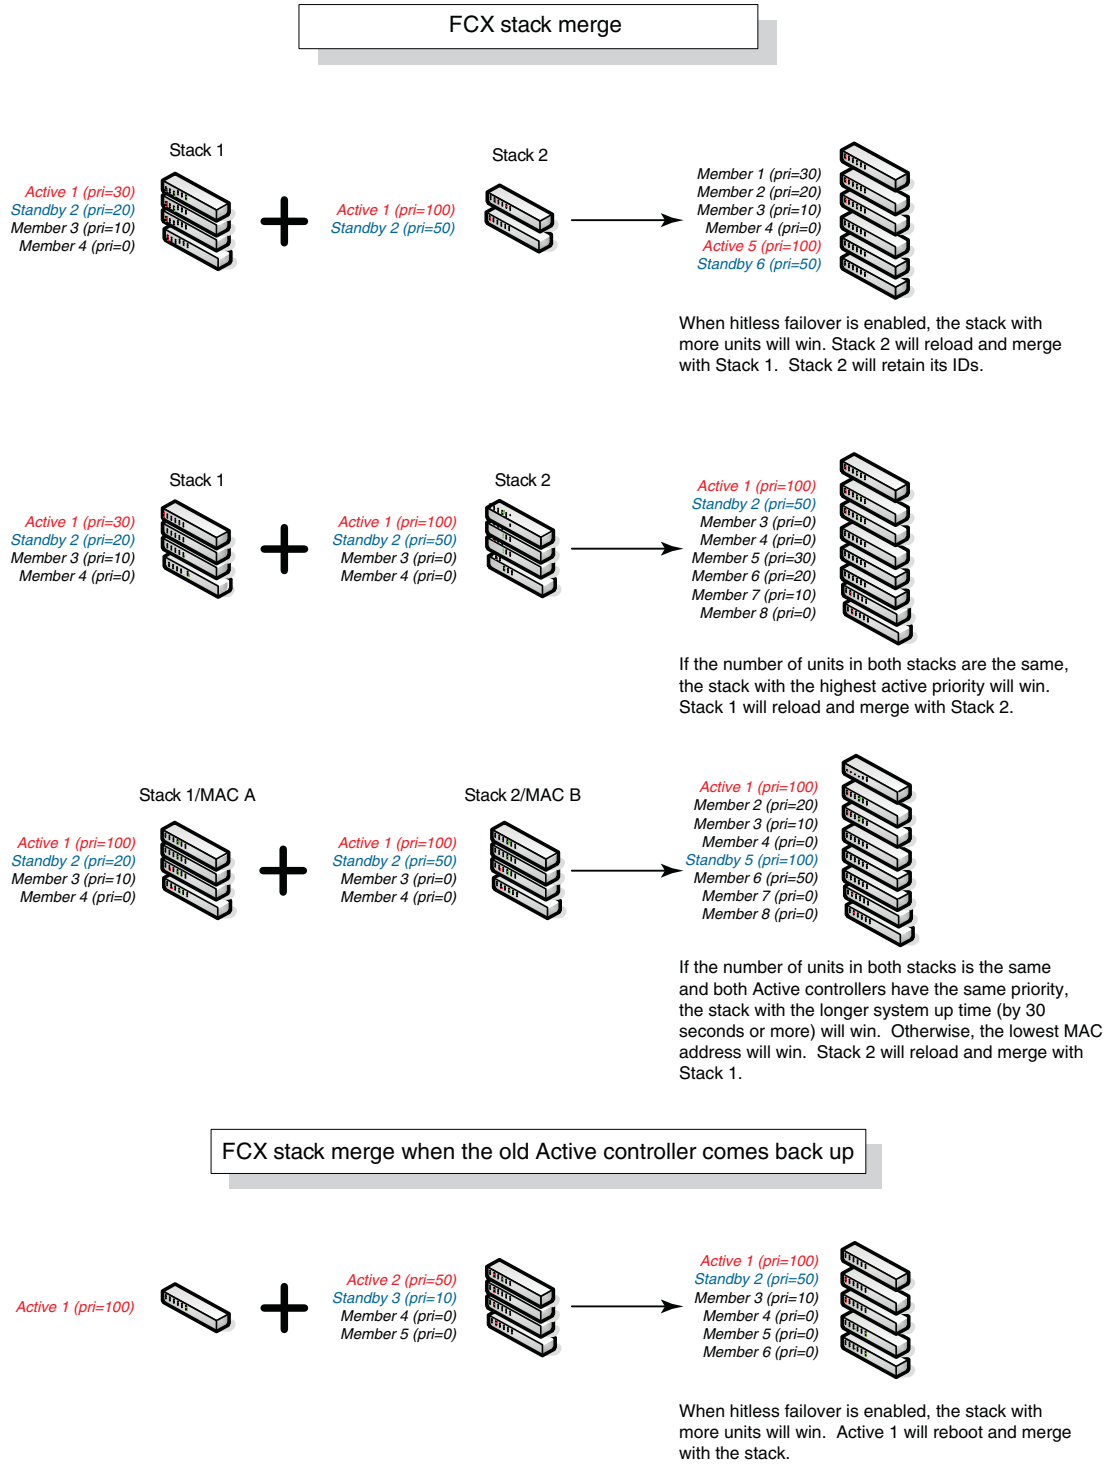 FCX stack merge
Stack 1
Active 1 (pri=30)
Standby 2 (pri=20)
Member 3 (pri=10)
Member 4 (pri=0)
Stack 2
Active 1 (pri=100)
Standby 2 (pri=50)
Member 1 (pri=30)
Member 2 (pri=20)
Member 3 (pri=10)
Member 4 (pri=0)
Active 5 (pri=100)
Standby 6 (pri=50)
When hitless failover is enabled, the stack with
more units will win. Stack 2 will reload and merge
with Stack 1. Stack 2 will retain its IDs.
Stack 1
Active 1 (pri=30)
Standby 2 (pri=20)
Member 3 (pri=10)
Member 4 (pri=0)
Stack 2
Active 1 (pri=100)
Standby 2 (pri=50)
Member 3 (pri=0)
Member 4 (pri=0)
Active 1 (pri=100)
Standby 2 (pri=50)
Member 3 (pri=0)
Member 4 (pri=0)
Member 5 (pri=30)
Member 6 (pri=20)
Member 7 (pri=10)
Member 8 (pri=0)
If the number of units in both stacks are the same,
the stack with the highest active priority will win.
Stack 1 will reload and merge with Stack 2.
Stack 1/MAC A
Active 1 (pri=100)
Standby 2 (pri=20)
Member 3 (pri=10)
Member 4 (pri=0)
Stack 2/MAC B
Active 1 (pri=100)
Standby 2 (pri=50)
Member 3 (pri=0)
Member 4 (pri=0)
Active 1 (pri=100)
Member 2 (pri=20)
Member 3 (pri=10)
Member 4 (pri=0)
Standby 5 (pri=100)
Member 6 (pri=50)
Member 7 (pri=0)
Member 8 (pri=0)
If the number of units in both stacks is the same
and both Active controllers have the same priority,
the stack with the longer system up time (by 30
seconds or more) will win. Otherwise, the lowest MAC
address will win. Stack 2 will reload and merge with
Stack 1.
FCX stack merge when the old Active controller comes back up
Active 1 (pri=100)
Active 2 (pri=50)
Standby 3 (pri=10)
Member 4 (pri=0)
Member 5 (pri=0)
Active 1 (pri=100)
Standby 2 (pri=50)
Member 3 (pri=10)
Member 4 (pri=0)
Member 5 (pri=0)
Member 6 (pri=0)
When hitless failover is enabled, the stack with
more units will win. Active 1 will reboot and merge
with the stack.